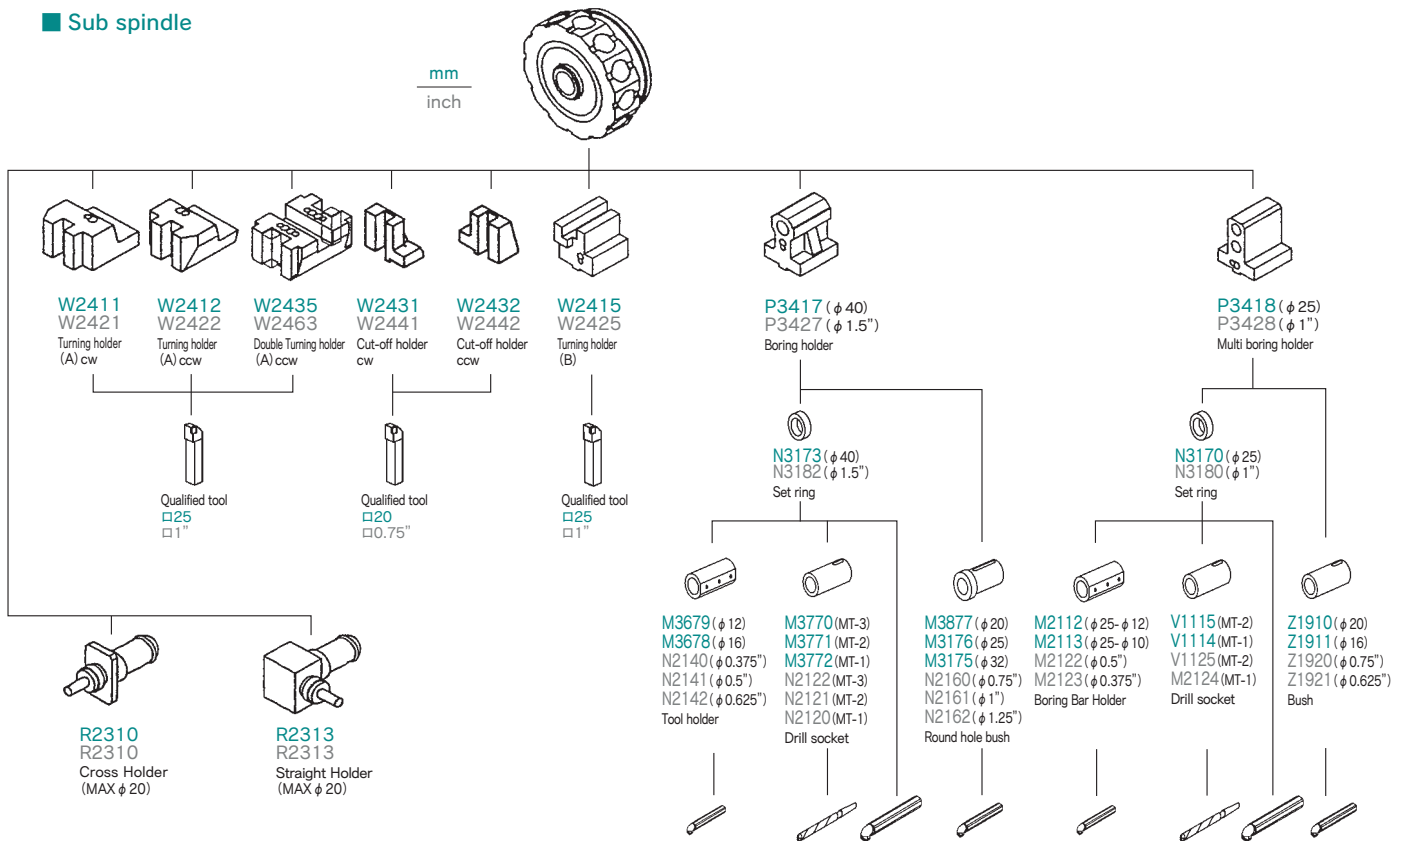 ■ Sub spindle
mm
inch
W2411
W2421
Turning holder
(A) cw
W2412
W2422
Turning holder
(A) ccw
W2435
W2463
Double Turning holder
(A) ccw
W2431
W2441
Cut-off holder
cw
W2432
W2442
Cut-off holder
ccw
W2415
W2425
Turning holder
(B)
P3417 (φ40)
P3427 (φ1.5")
Boring holder
P3418 (φ25)
P3428 (φ1")
Multi boring holder
Qualified tool
□25
□1"
Qualified tool
□20
□0.75"
Qualified tool
□25
□1"
N3173 (φ40)
N3182 (φ1.5")
Set ring
N3170 (φ25)
N3180 (φ1")
Set ring
M3679 (φ12)
M3678 (φ16)
N2140 (φ0.375")
N2141 (φ0.5")
N2142 (φ0.625")
Tool holder
M3770 (MT-3)
M3771 (MT-2)
M3772 (MT-1)
N2122 (MT-3)
N2121 (MT-2)
N2120 (MT-1)
Drill socket
M3877 (φ20)
M3176 (φ25)
M3175 (φ32)
N2160 (φ0.75")
N2161 (φ1")
N2162 (φ1.25")
Round hole bush
M2112 (φ25-φ12)
M2113 (φ25-φ10)
M2122 (φ0.5")
M2123 (φ0.375")
Boring Bar Holder
V1115 (MT-2)
V1114 (MT-1)
V1125 (MT-2)
M2124 (MT-1)
Drill socket
Z1910 (φ20)
Z1911 (φ16)
Z1920 (φ0.75")
Z1921 (φ0.625")
Bush
R2310
R2310
Cross Holder
(MAX φ20)
R2313
R2313
Straight Holder
(MAX φ20)